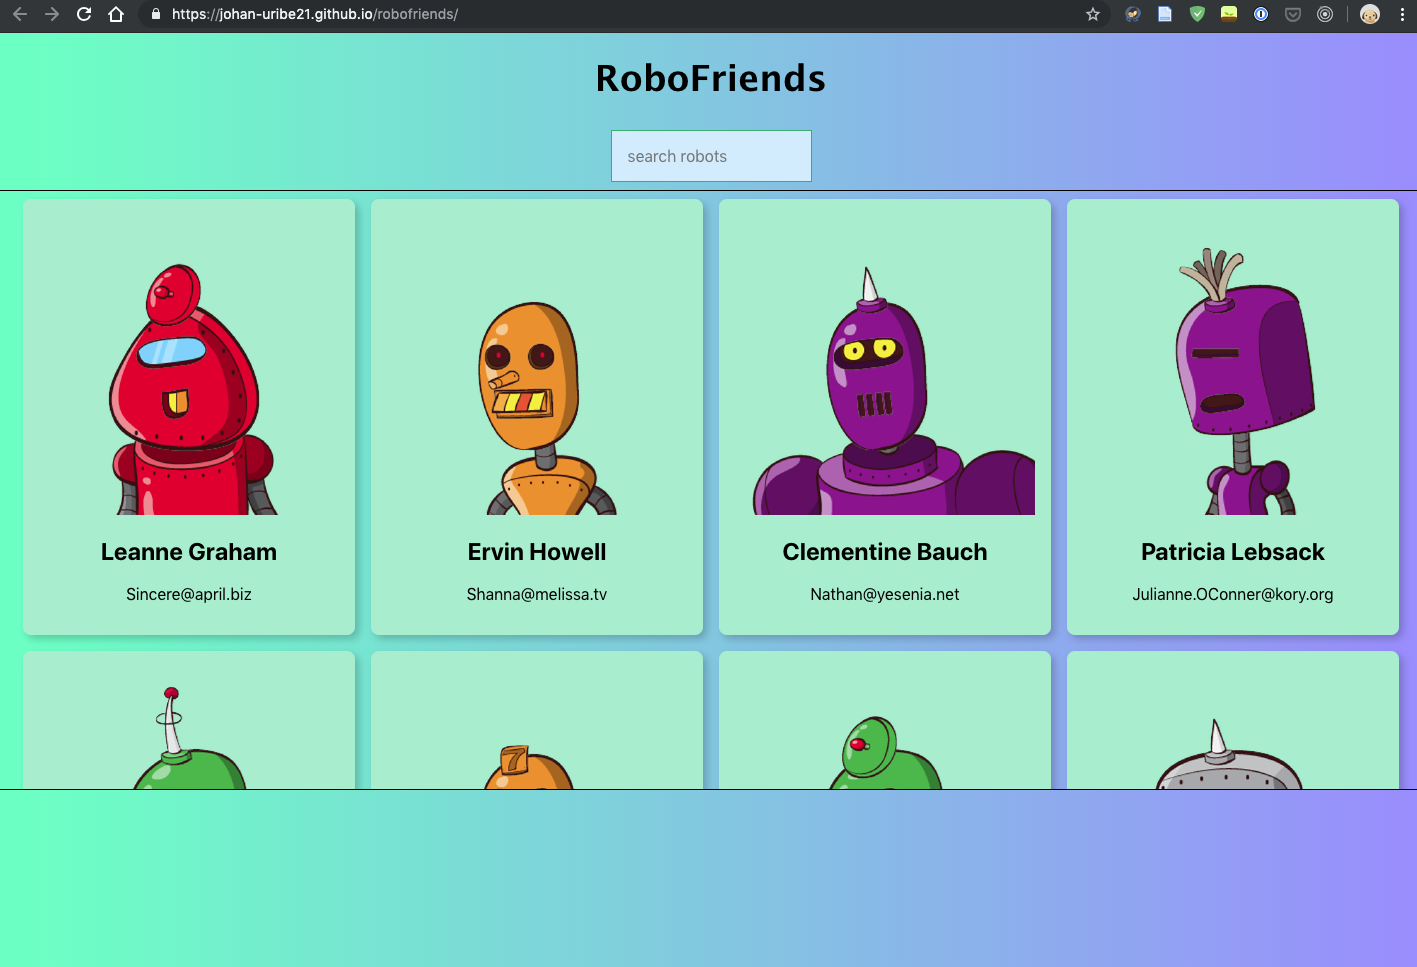 https://johan-uribe21.github.io/robofriends/
RoboFriends
search robots
Leanne Graham
Sincere@april.biz
Ervin Howell
Shanna@melissa.tv
Clementine Bauch
Nathan@yesenia.net
Patricia Lebsack
Julianne.OConner@kory.org
7